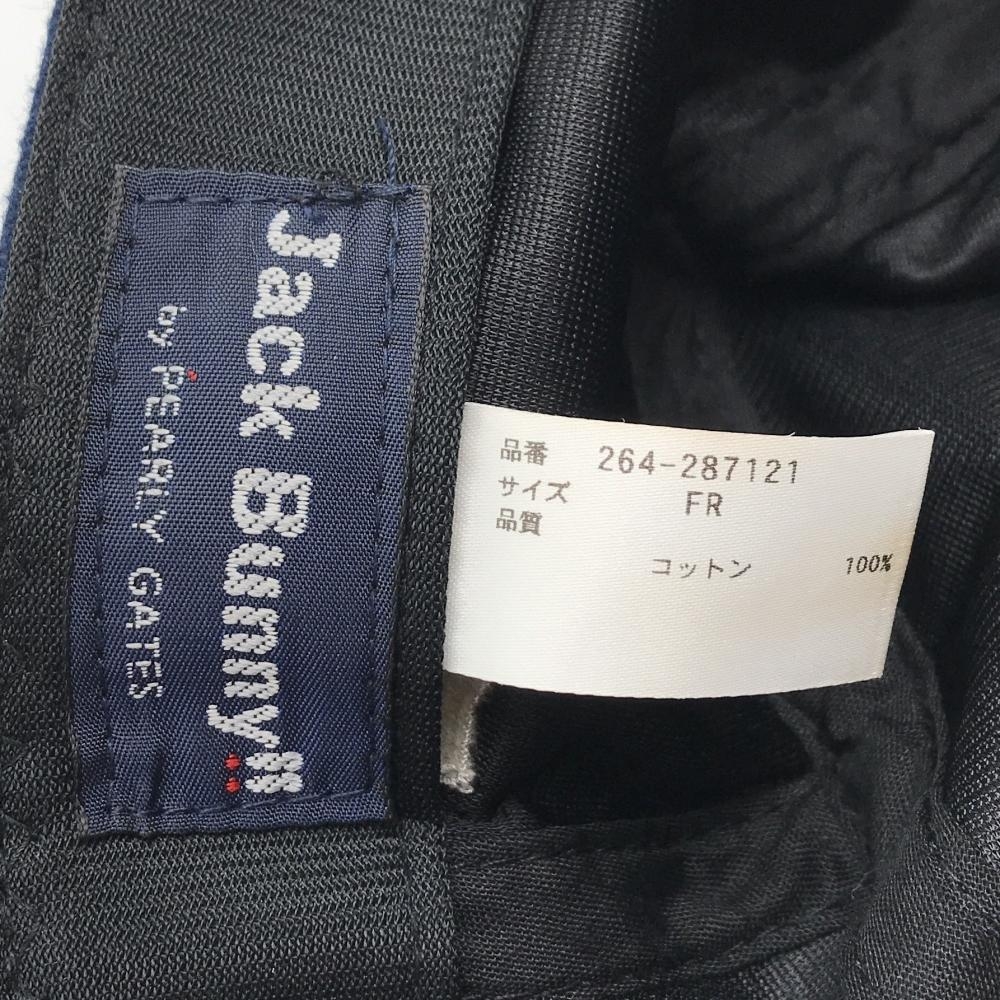 Jack Bunny!!
by PEARLY GATES
品番 264-287121
サイズ FR
品質
コットン 100%